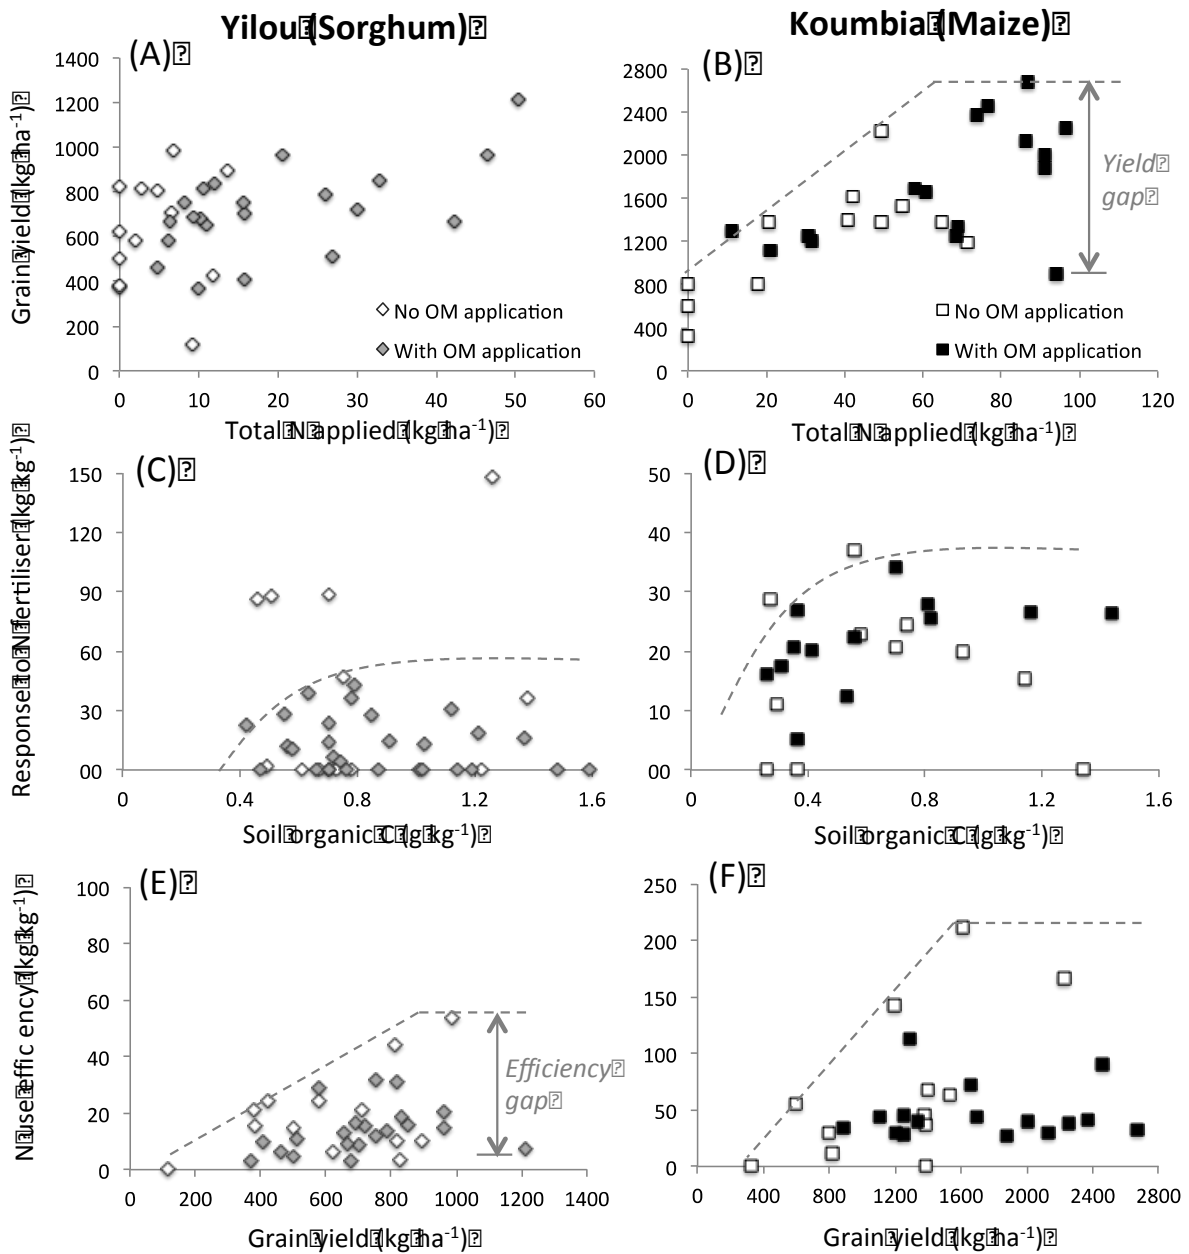 Yilou (Sorghum)
Koumbia (Maize)
(A)
1400
1200
1000
800
600
400
200
0
Grain yield (kg ha-1)
No OM application
With OM application
0 10 20 30 40 50 60
Total N applied (kg ha-1)
(B)
2800
2400
2000
1600
1200
800
400
0
Yield
gap
No OM application
With OM application
0 20 40 60 80 100 120
Total N applied (kg ha-1)
(C)
150
120
90
60
30
00
Response to N fertiliser (kg kg-1)
0 0.4 0.8 1.2 1.6
Soil organic C (g kg-1)
(D)
50
40
30
20
10
00
0 0.4 0.8 1.2 1.6
Soil organic C (g kg-1)
(E)
100
80
60
40
20
0
N use effic ency (kg kg-1)
Efficiency
gap
0 200 400 600 800 1000 1200 1400
Grain yield (kg ha-1)
(F)
250
200
150
100
50
0
0 400 800 1200 1600 2000 2400 2800
Grain yield (kg ha-1)